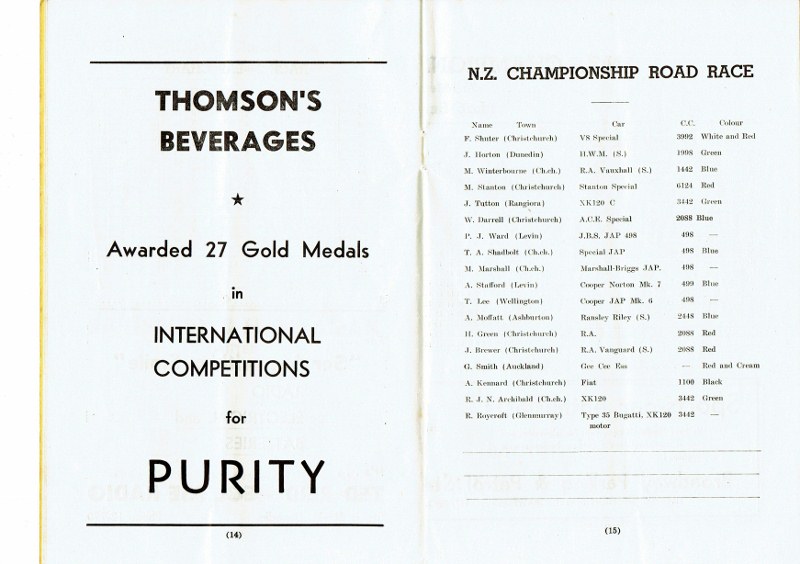 THOMSON'S
BEVERAGES
★
Awarded 27 Gold Medals
in
INTERNATIONAL
COMPETITIONS
for
PURITY
(14)
N.Z. CHAMPIONSHIP ROAD RACE
Name Town Car C.C. Colour
F. Shuter (Christchurch) V8 Special 3992 White and Red
J. Horton (Dunedin) H.W.M. (S.) 1998 Green
M. Winterbourne (Ch.ch.) R.A. Vauxhall (S.) 1442 Blue
M. Stanton (Christchurch) Stanton Special 6124 Red
J. Tutton (Rangiora) XK120 C 3442 Green
W. Darrell (Christchurch) A.C.E. Special 2088 Blue
P. J. Ward (Levin) J.B.S. JAP 498 498 —
T. A. Shadbolt (Ch.ch.) Special JAP 498 Blue
M. Marshall (Ch.ch.) Marshall-Briggs JAP. 498 —
A. Stafford (Levin) Cooper Norton Mk. 7 499 Blue
T. Lee (Wellington) Cooper JAP Mk. 6 498 —
A. Moffatt (Ashburton) Ransley Riley (S.) 2448 Blue
H. Green (Christchurch) R.A. 2088 Red
J. Brewer (Christchurch) R.A. Vanguard (S.) 2088 Red
G. Smith (Auckland) Gee Cee Ess — Red and Cream
A. Kennard (Christchurch) Fiat 1100 Black
R. J. N. Archibald (Ch.ch.) XK120 3442 Green
R. Roycroft (Glenmurray) Type 35 Bugatti, XK120 3442 —
motor
(15)